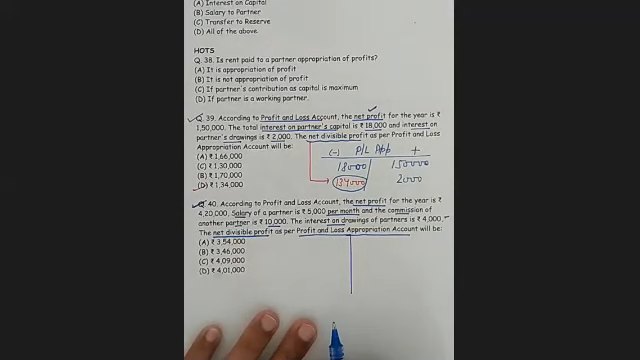 (A) Interest on Capital
(B) Salary to Partner
(C) Transfer to Reserve
(D) All of the above
HOTS
Q. 38. Is rent paid to a partner appropriation of profits?
(A) It is appropriation of profit
(B) It is not appropriation of profit
(C) If partner's contribution as capital is maximum
(D) If partner is a working partner.
Q. 39. According to Profit and Loss Account, the net profit for the year is ₹
1,50,000. The total interest on partner's capital is ₹ 18,000 and interest on
partner's drawings is ₹ 2,000. The net divisible profit as per Profit and Loss
Appropriation Account will be:
(A) ₹ 1,66,000
(C) ₹ 1,30,000
(B) ₹ 1,70,000
(D) ₹ 1,34,000
(-) P/L App +
18000 150000
134000 2000
Q. 40. According to Profit and Loss Account, the net profit for the year is ₹
4,20,000. Salary of a partner is ₹ 5,000 per month and the commission of
another partner is ₹ 10,000. The interest on drawings of partners is ₹ 4,000.
The net divisible profit as per Profit and Loss Appropriation Account will be:
(A) ₹ 3,54,000
(B) ₹ 3,46,000
(C) ₹ 4,09,000
(D) ₹ 4,01,000